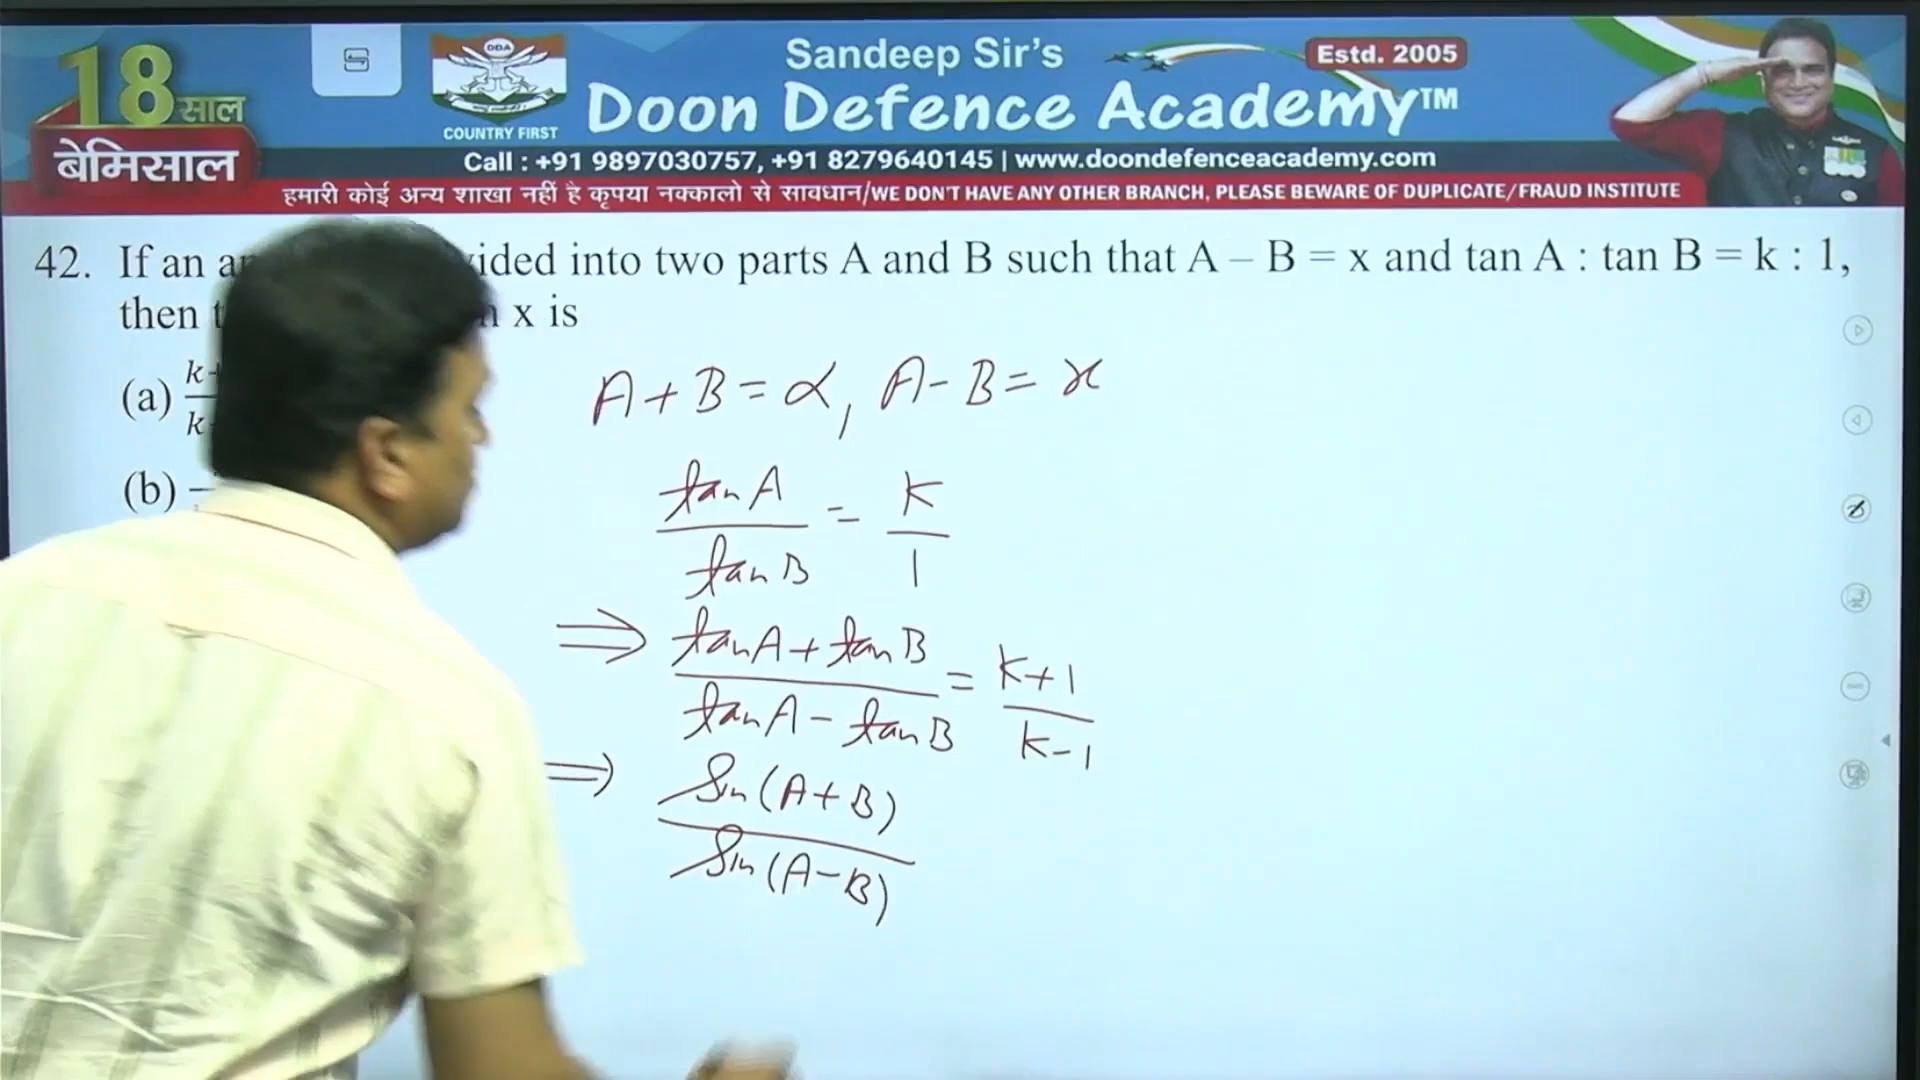 18 साल
बेमिसाल
DDA
COUNTRY FIRST
Sandeep Sir's
Estd. 2005
Doon Defence Academy™
Call : +91 9897030757, +91 8279640145 | www.doondefenceacademy.com
हमारी कोई अन्य शाखा नहीं है कृपया नक्कालो से सावधान/WE DON'T HAVE ANY OTHER BRANCH, PLEASE BEWARE OF DUPLICATE/FRAUD INSTITUTE
42. If an into two parts A and B such that A – B = x and tan A : tan B = k : 1,
then x is
(a)
(b)
A + B = α, A - B = x
tan A / tan B = k / 1
⇒ tan A + tan B / tan A - tan B = k+1 / k-1
⇒ Sin (A+B) / Sin (A-B)